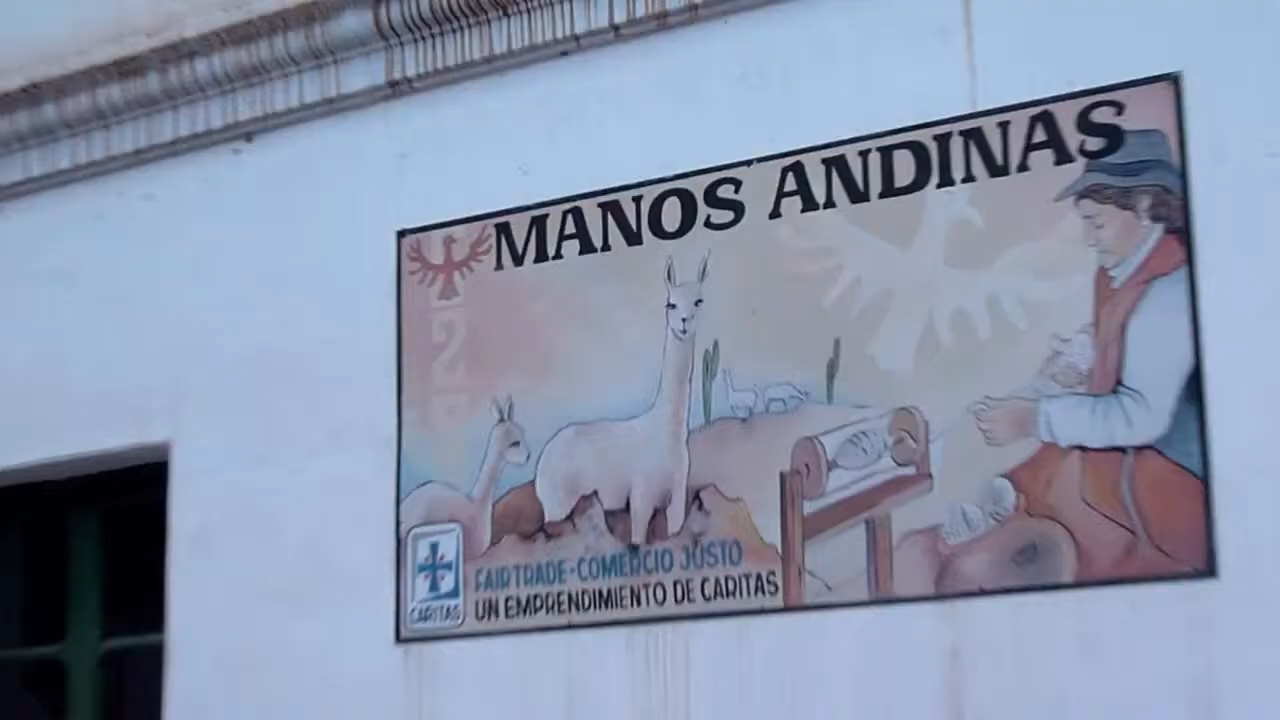 MANOS ANDINAS
FAIRTRADE-COMERCIO JUSTO
UN EMPRENDIMIENTO DE CARITAS
CARITAS